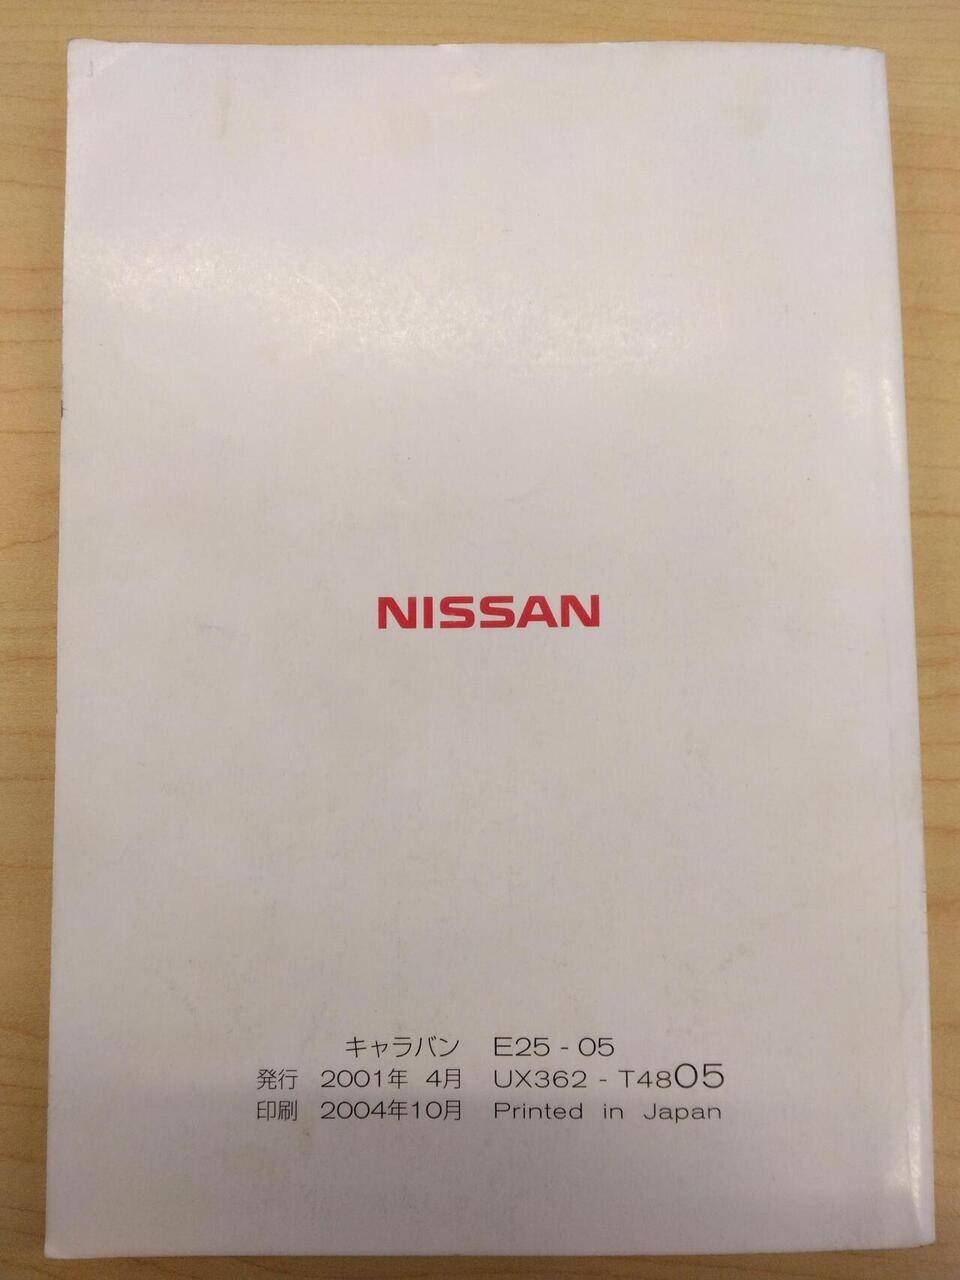 NISSAN
キャラバン E25 - 05
発行 2001年 4月 UX362 - T4805
印刷 2004年10月 Printed in Japan